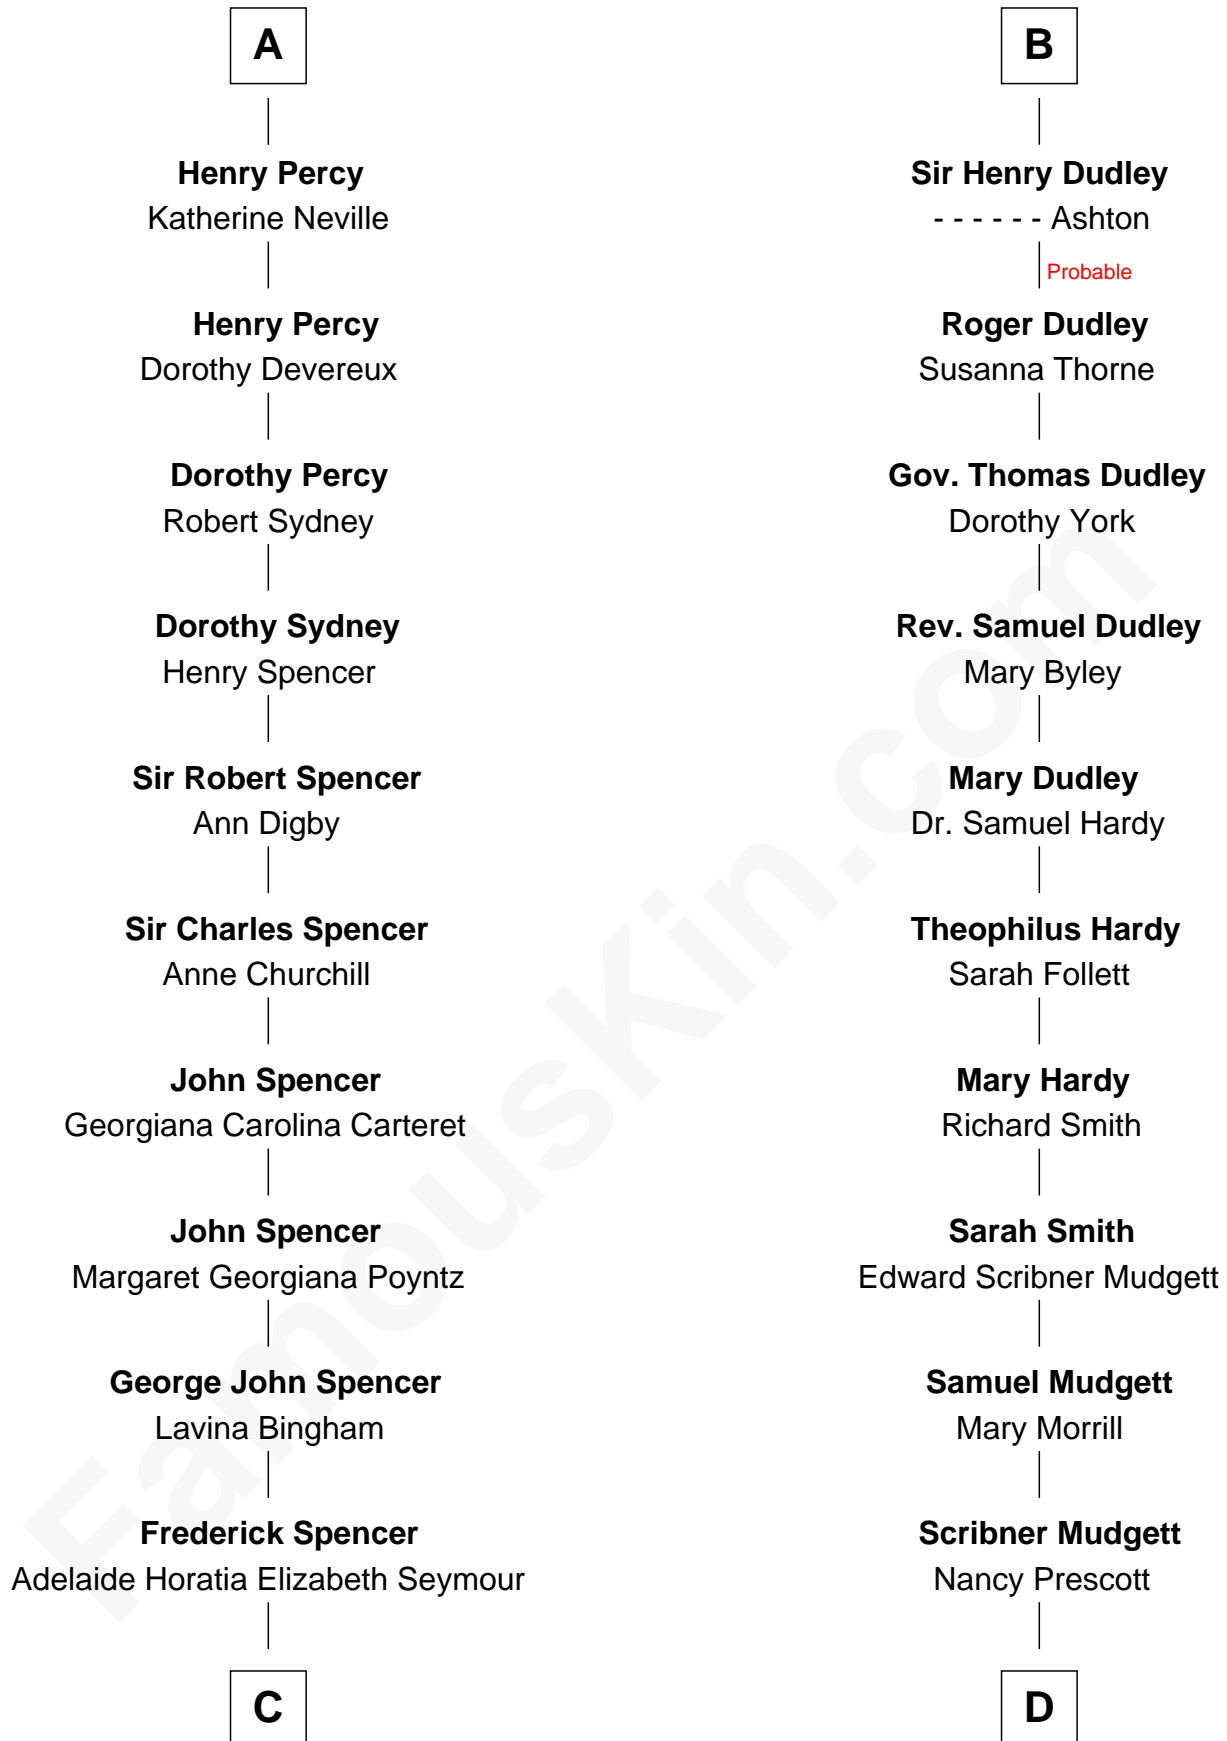 A
Henry Percy
Katherine Neville
Henry Percy
Dorothy Devereux
Dorothy Percy
Robert Sydney
Dorothy Sydney
Henry Spencer
Sir Robert Spencer
Ann Digby
Sir Charles Spencer
Anne Churchill
John Spencer
Georgiana Carolina Carteret
John Spencer
Margaret Georgiana Poyntz
George John Spencer
Lavina Bingham
Frederick Spencer
Adelaide Horatia Elizabeth Seymour
C
B
Sir Henry Dudley
- - - - - - Ashton
Probable
Roger Dudley
Susanna Thorne
Gov. Thomas Dudley
Dorothy York
Rev. Samuel Dudley
Mary Byley
Mary Dudley
Dr. Samuel Hardy
Theophilus Hardy
Sarah Follett
Mary Hardy
Richard Smith
Sarah Smith
Edward Scribner Mudgett
Samuel Mudgett
Mary Morrill
Scribner Mudgett
Nancy Prescott
D
FamousKin.com